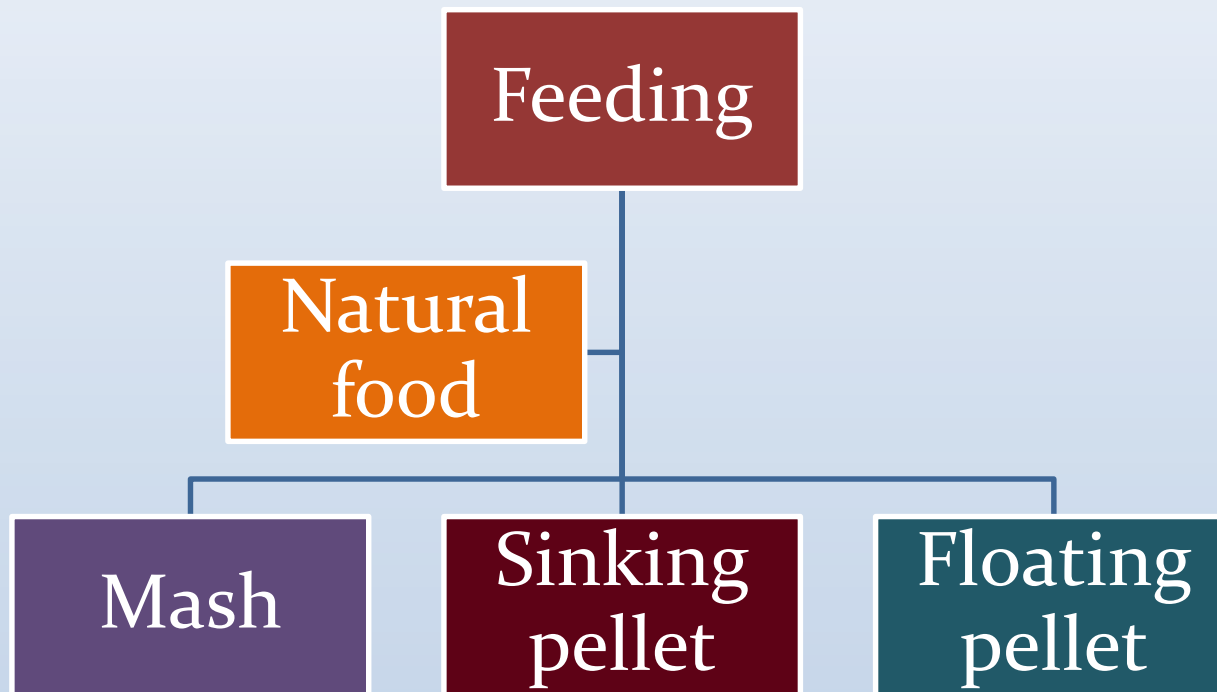 Feeding
Natural
food
Mash
Sinking
pellet
Floating
pellet